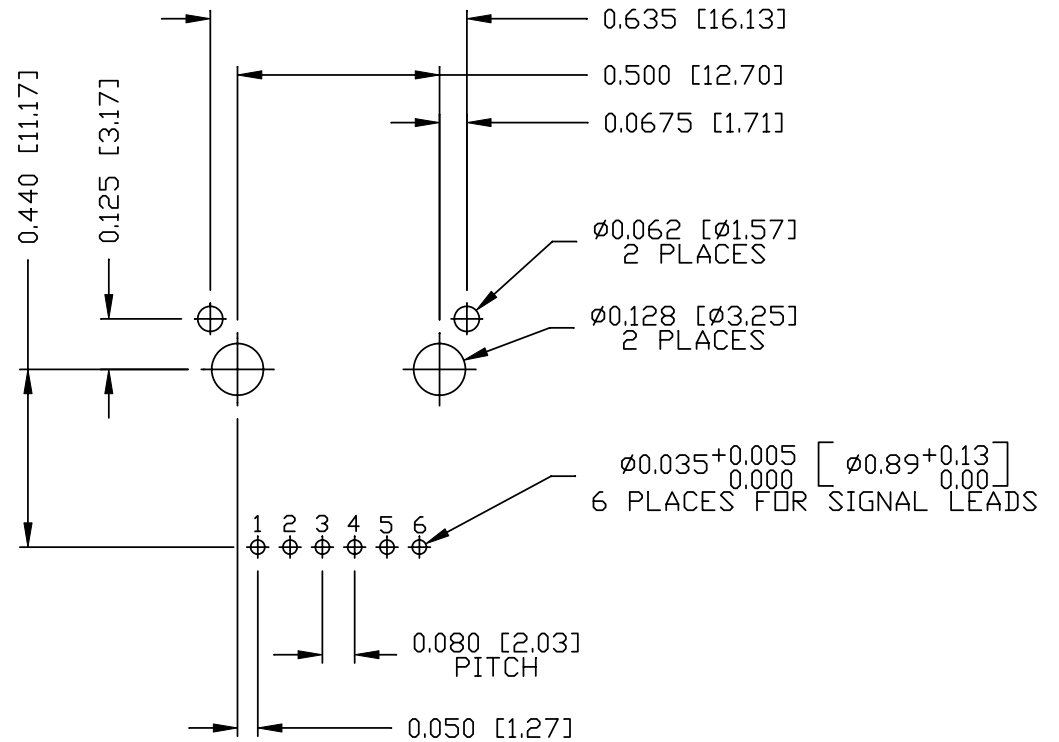 0.635 [16.13]
0.500 [12.70]
0.0675 [1.71]
0.440 [11.17]
0.125 [3.17]
Ø0.062 [Ø1.57]
2 PLACES
Ø0.128 [Ø3.25]
2 PLACES
Ø0.035+0.005 0.000 [Ø0.89+0.13 0.00]
6 PLACES FOR SIGNAL LEADS
1 2 3 4 5 6
0.080 [2.03]
PITCH
0.050 [1.27]